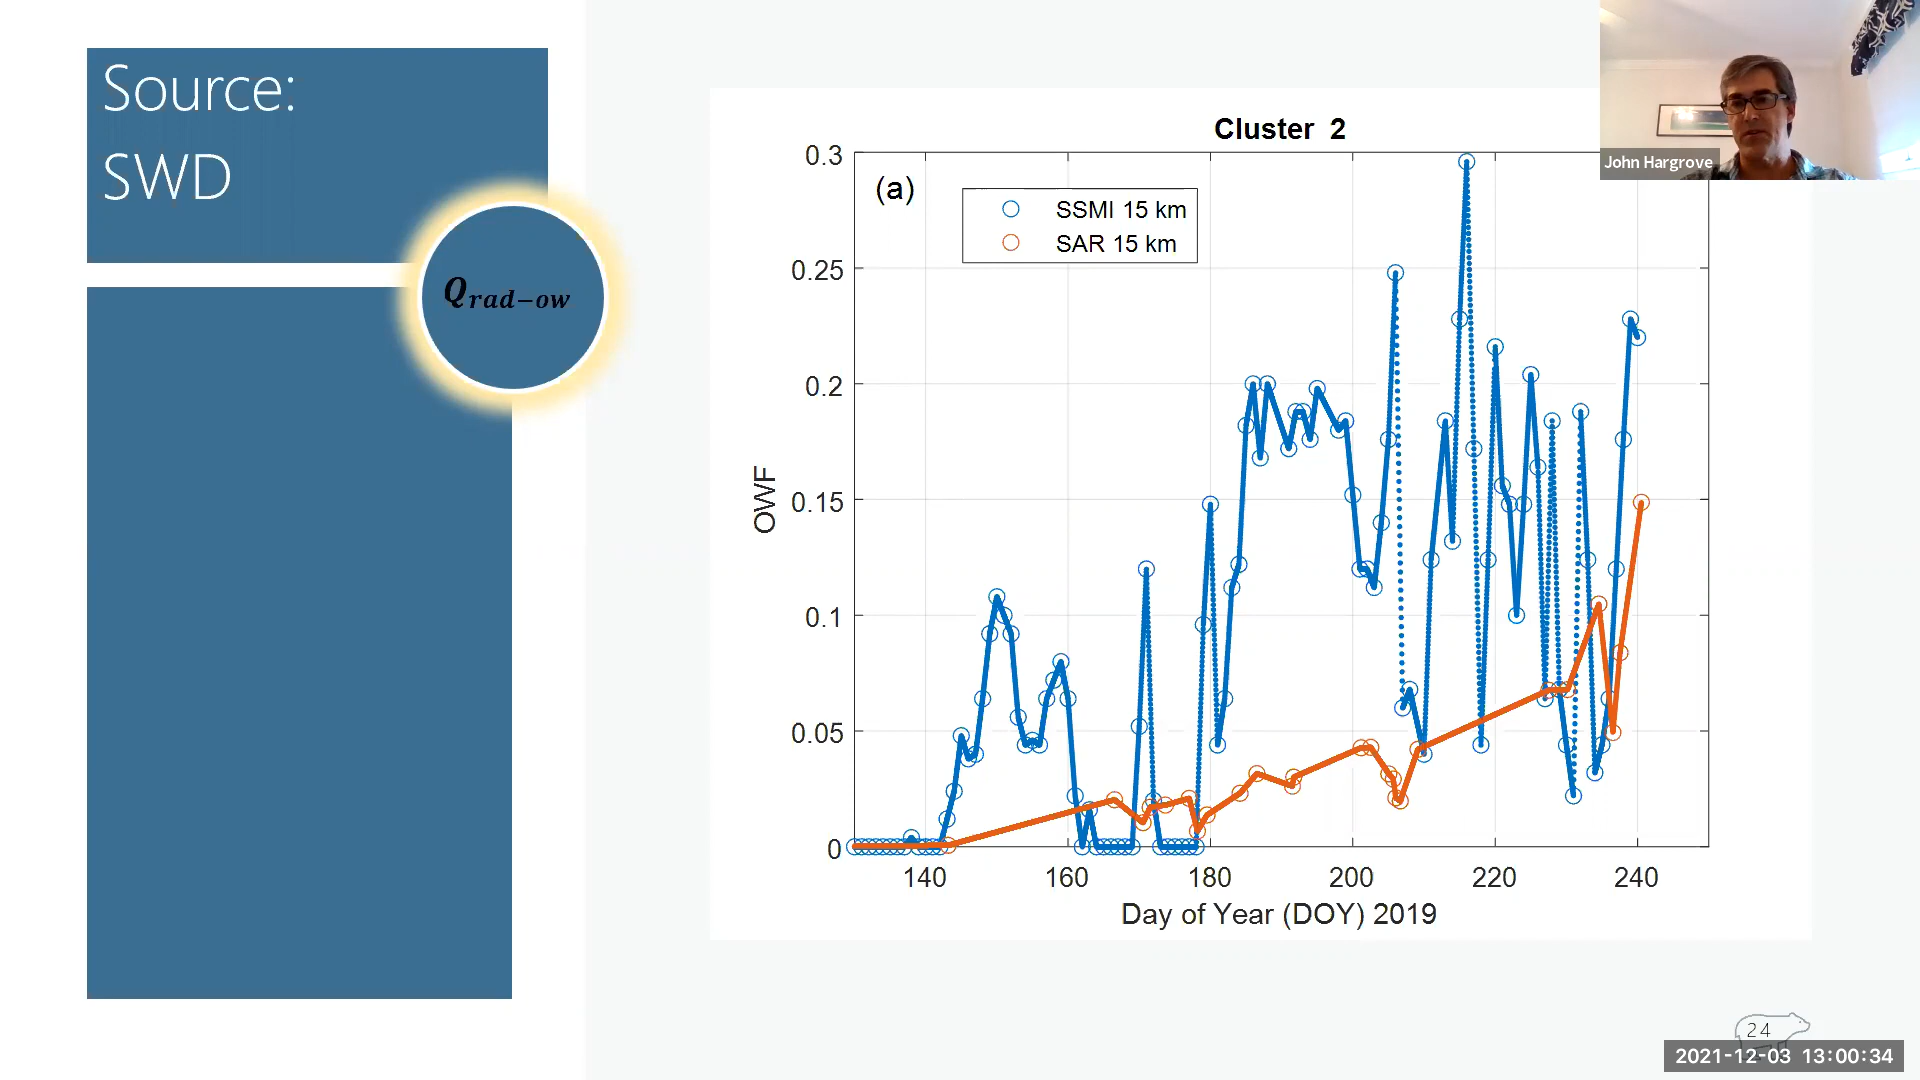 Source:
SWD
Q_rad−ow
Cluster 2
(a)
SSMI 15 km
SAR 15 km
0.3
0.25
0.2
0.15
0.1
0.05
0
OWF
140 160 180 200 220 240
Day of Year (DOY) 2019
John Hargrove
24
2021-12-03 13:00:34